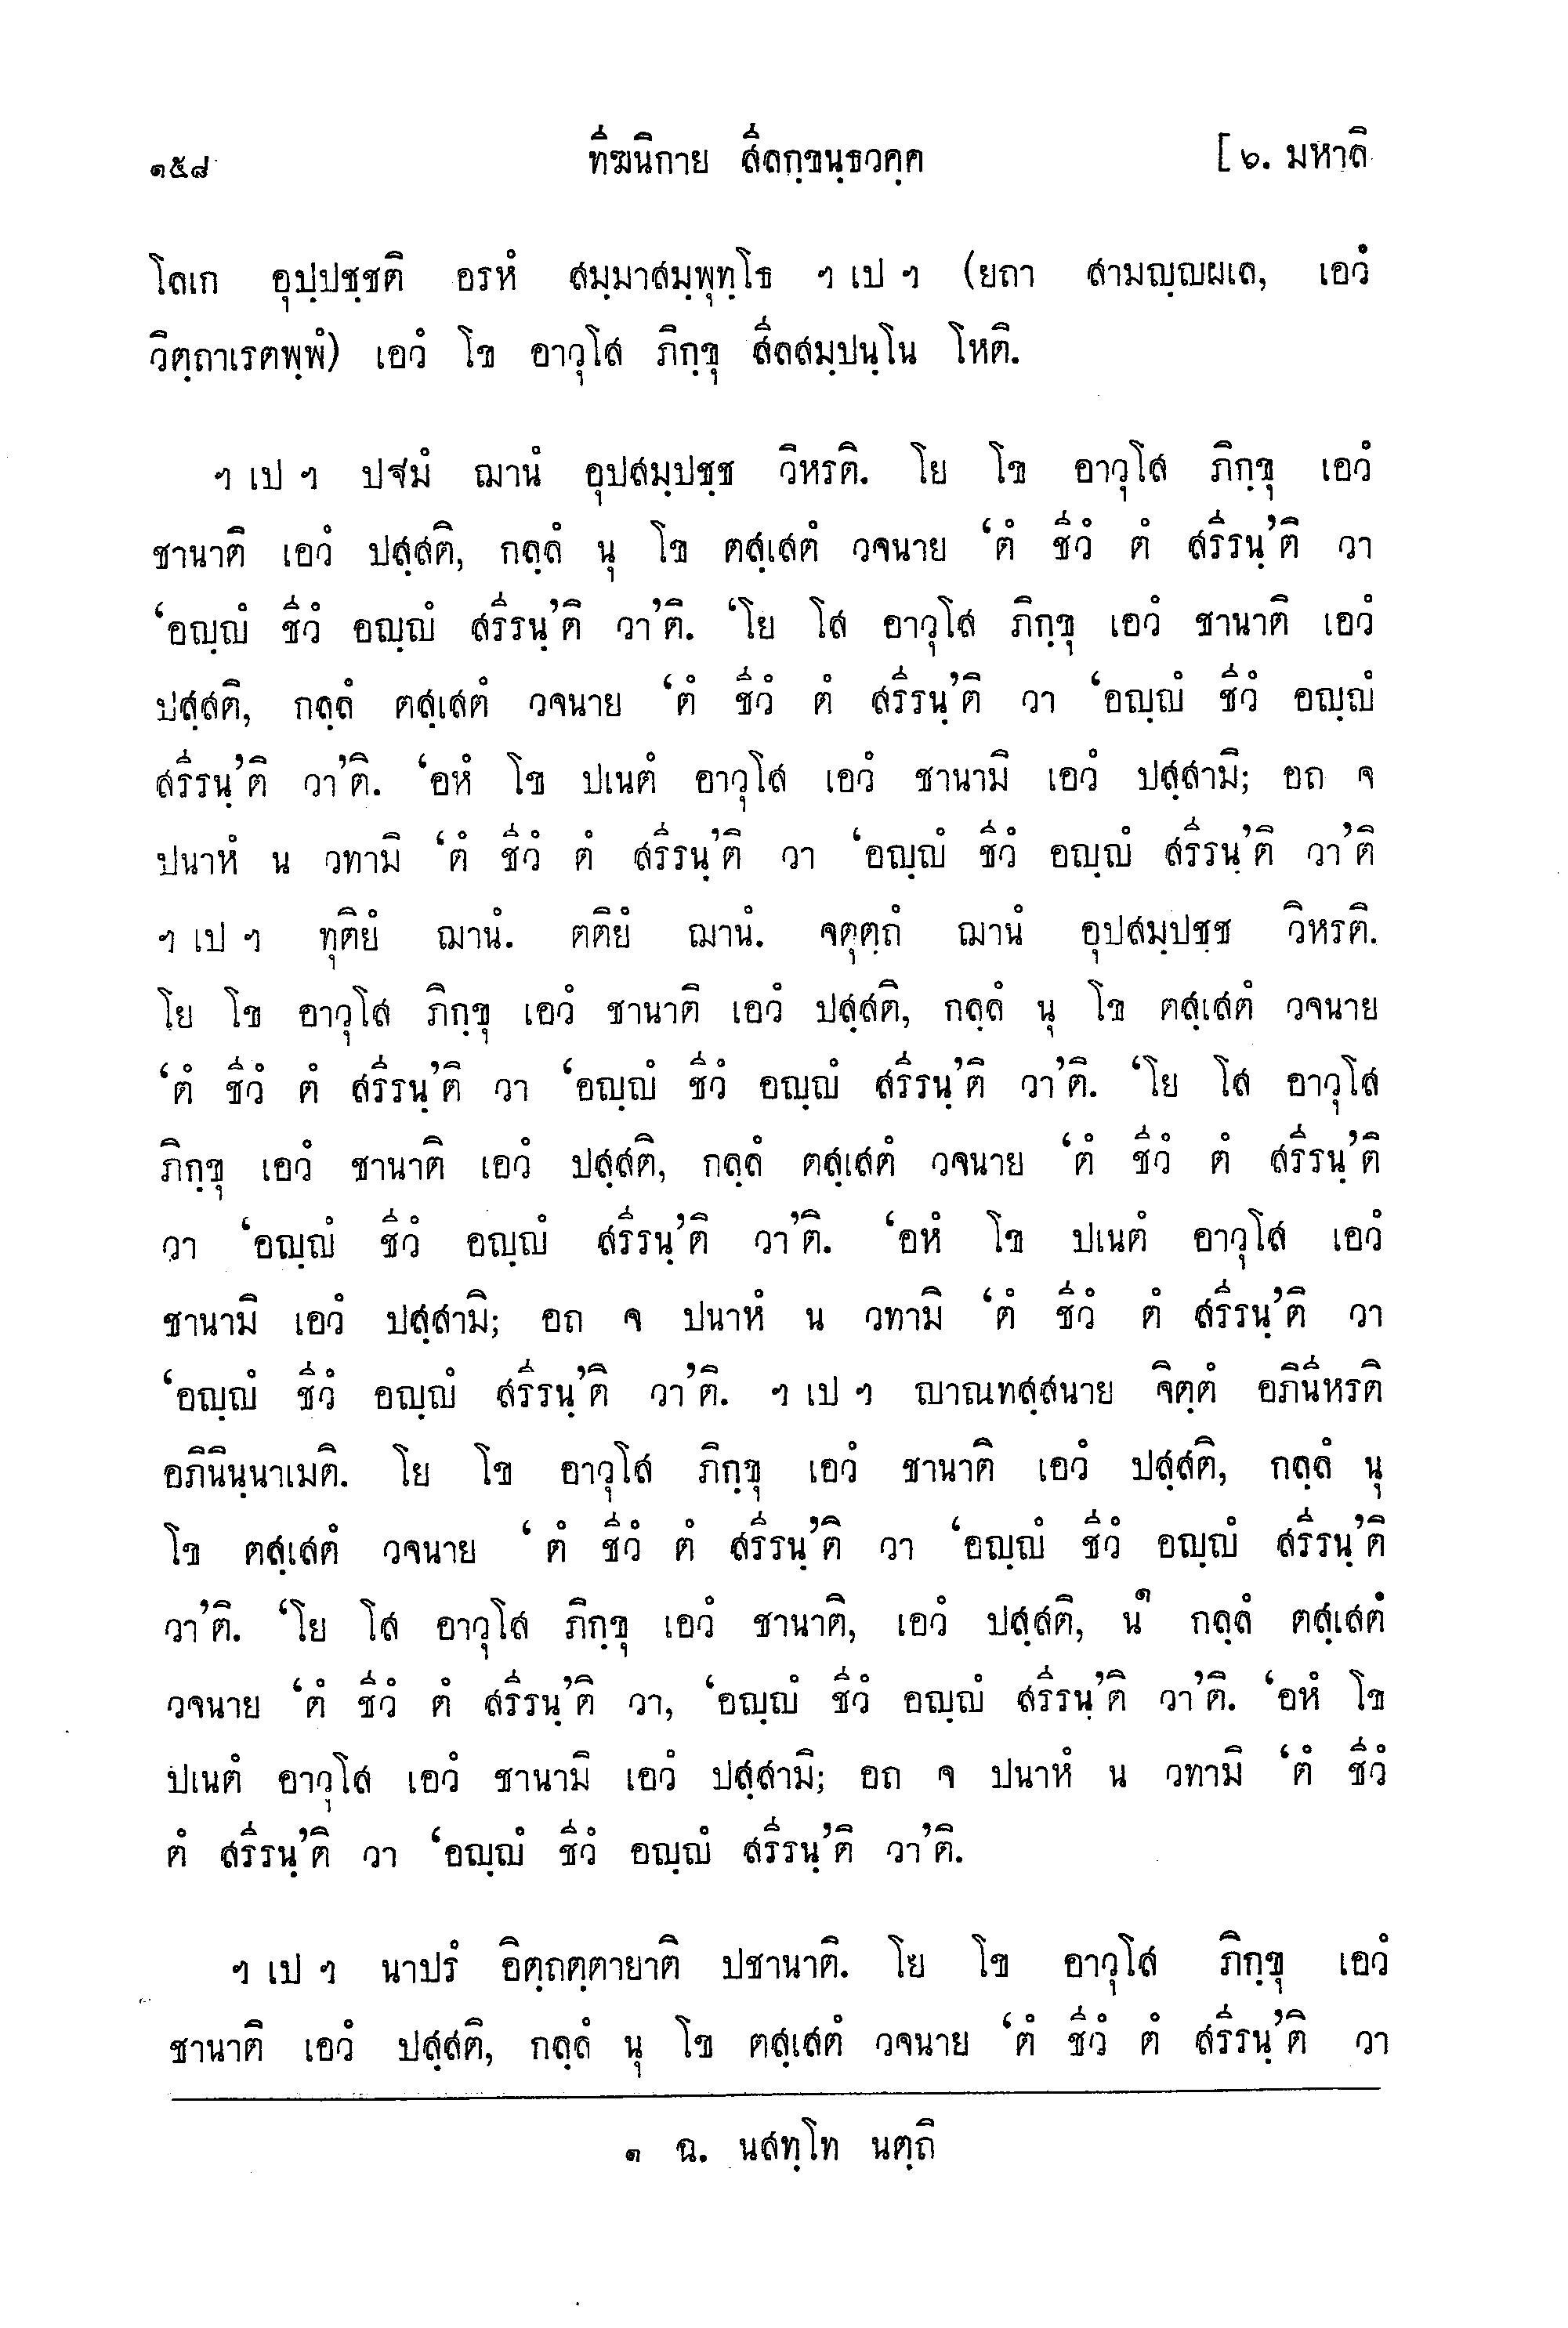 ๑๕๘ ทีฆนิกาย สีลกฺขนฺธวคฺค [ ๖. มหาลิ
โลเก อุปฺปชฺชติ อรหํ สมฺมาสมฺพุทฺโธ ฯ เป ฯ (ยถา สามญฺญผเล, เอวํ
วิตฺถาเรตพฺพํ) เอวํ โข อาวุโส ภิกฺขุ สีลสมฺปนฺโน โหติ.
ฯ เป ฯ ปฐมํ ฌานํ อุปสมฺปชฺช วิหรติ. โย โข อาวุโส ภิกฺขุ เอวํ
ชานาติ เอวํ ปสฺสติ, กลฺลํ นุ โข ตสฺเสตํ วจนาย ‘ตํ ชีวํ ตํ สรีรนฺ’ติ วา
‘อญฺญํ ชีวํ อญฺญํ สรีรนฺ’ติ วา’ติ. ‘โย โส อาวุโส ภิกฺขุ เอวํ ชานาติ เอวํ
ปสฺสติ, กลฺลํ ตสฺเสตํ วจนาย ‘ตํ ชีวํ ตํ สรีรนฺ’ติ วา ‘อญฺญํ ชีวํ อญฺญํ
สรีรนฺ’ติ วา’ติ. ‘อหํ โข ปเนตํ อาวุโส เอวํ ชานามิ เอวํ ปสฺสามิ; อถ จ
ปนาหํ น วทามิ ‘ตํ ชีวํ ตํ สรีรนฺ’ติ วา ‘อญฺญํ ชีวํ อญฺญํ สรีรนฺ’ติ วา’ติ
ฯ เป ฯ ทุติยํ ฌานํ. ตติยํ ฌานํ. จตุตฺถํ ฌานํ อุปสมฺปชฺช วิหรติ.
โย โข อาวุโส ภิกฺขุ เอวํ ชานาติ เอวํ ปสฺสติ, กลฺลํ นุ โข ตสฺเสตํ วจนาย
‘ตํ ชีวํ ตํ สรีรนฺ’ติ วา ‘อญฺญํ ชีวํ อญฺญํ สรีรนฺ’ติ วา’ติ. ‘โย โส อาวุโส
ภิกฺขุ เอวํ ชานาติ เอวํ ปสฺสติ, กลฺลํ ตสฺเสตํ วจนาย ‘ตํ ชีวํ ตํ สรีรนฺ’ติ
วา ‘อญฺญํ ชีวํ อญฺญํ สรีรนฺ’ติ วา’ติ. ‘อหํ โข ปเนตํ อาวุโส เอวํ
ชานามิ เอวํ ปสฺสามิ; อถ จ ปนาหํ น วทามิ ‘ตํ ชีวํ ตํ สรีรนฺ’ติ วา
‘อญฺญํ ชีวํ อญฺญํ สรีรนฺ’ติ วา’ติ. ฯ เป ฯ ญาณทสฺสนาย จิตฺตํ อภินีหรติ
อภินินฺนาเมติ. โย โข อาวุโส ภิกฺขุ เอวํ ชานาติ เอวํ ปสฺสติ, กลฺลํ นุ
โข ตสฺเสตํ วจนาย ‘ ตํ ชีวํ ตํ สรีรนฺ’ติ วา ‘อญฺญํ ชีวํ อญฺญํ สรีรนฺ’ติ
วา’ติ. ‘โย โส อาวุโส ภิกฺขุ เอวํ ชานาติ, เอวํ ปสฺสติ, น๑ กลฺลํ ตสฺเสตํ
วจนาย ‘ตํ ชีวํ ตํ สรีรนฺ’ติ วา, ‘อญฺญํ ชีวํ อญฺญํ สรีรนฺ’ติ วา’ติ. ‘อหํ โข
ปเนตํ อาวุโส เอวํ ชานามิ เอวํ ปสฺสามิ; อถ จ ปนาหํ น วทามิ ‘ตํ ชีวํ
ตํ สรีรนฺ’ติ วา ‘อญฺญํ ชีวํ อญฺญํ สรีรนฺ’ติ วา’ติ.
ฯ เป ฯ นาปรํ อิตฺถตฺตายาติ ปชานาติ. โย โข อาวุโส ภิกฺขุ เอวํ
ชานาติ เอวํ ปสฺสติ, กลฺลํ นุ โข ตสฺเสตํ วจนาย ‘ตํ ชีวํ ตํ สรีรนฺ’ติ วา
๑ ฉ. นสทฺโท นตฺถิ